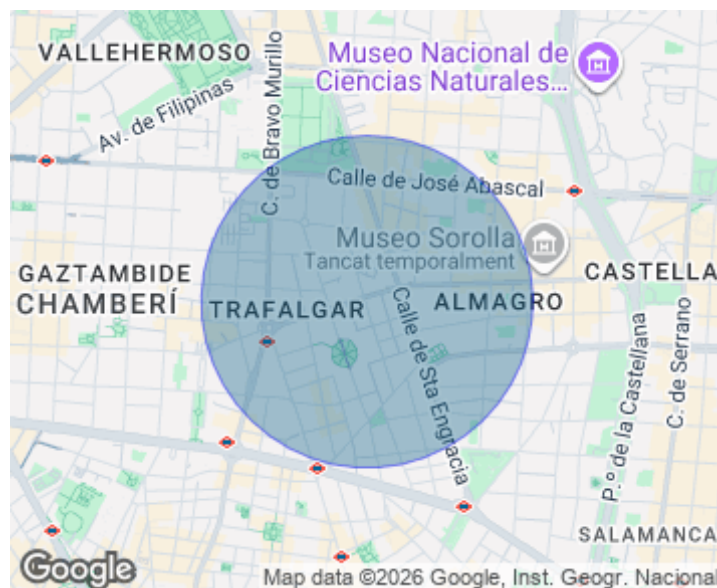 VALLEHERMOSO
Museo Nacional de
Ciencias Naturales...
Av. de Filipinas
C. de Bravo Murillo
Calle de José Abascal
Museo Sorolla
Tancat temporalment
GAZTAMBIDE
CHAMBERÍ
TRAFALGAR
ALMAGRO
CASTELLA
Calle de Sta Engracia
P.º de la Castellana
C. de Serrano
SALAMANCA
Google
Map data ©2026 Google, Inst. Geogr. Nacional